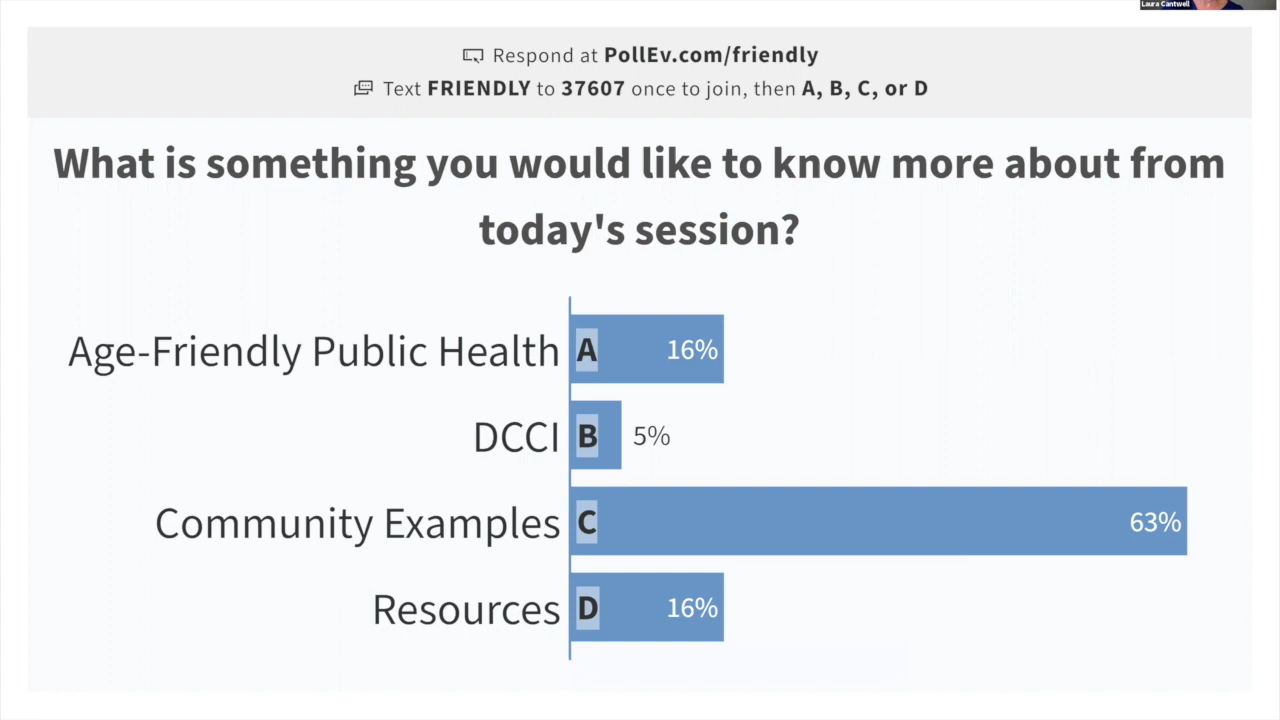 Laura Cantwell
Respond at PollEv.com/friendly
Text FRIENDLY to 37607 once to join, then A, B, C, or D
What is something you would like to know more about from
today's session?
Age-Friendly Public Health A 16%
DCCI B 5%
Community Examples C 63%
Resources D 16%